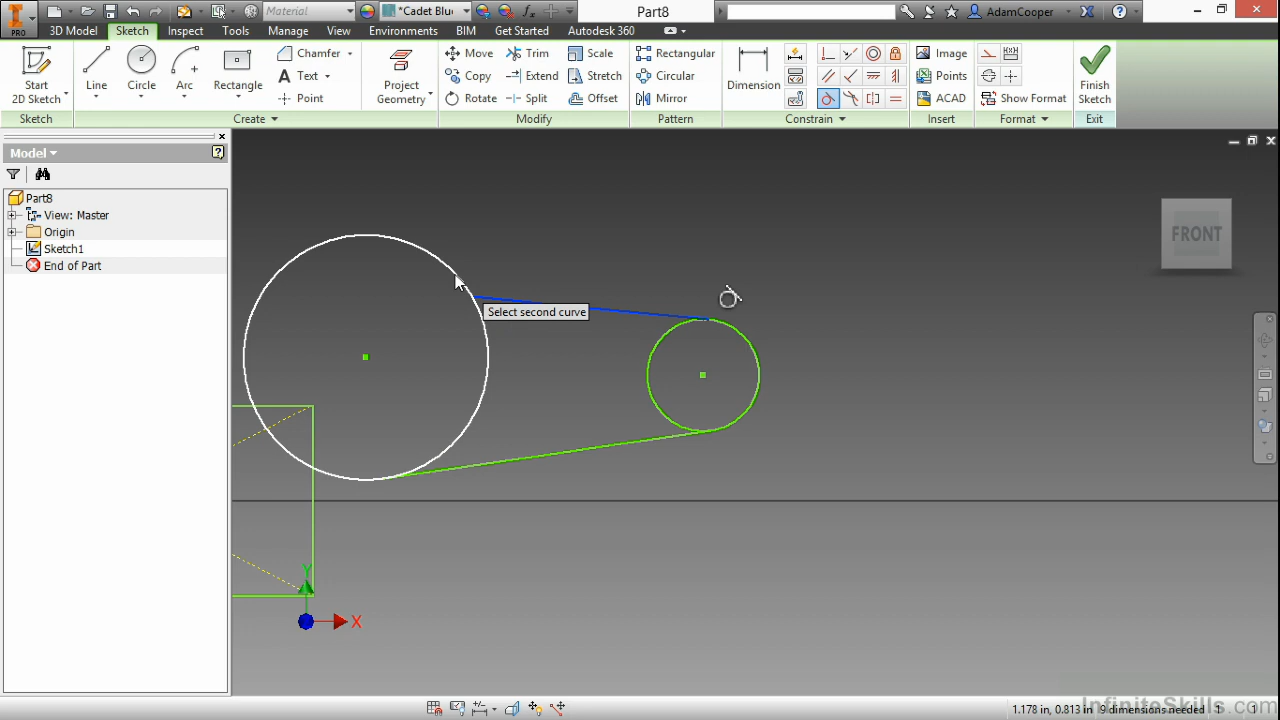 Material
*Cadet Blue
Part8
AdamCooper
PRO
3D Model
Sketch
Inspect
Tools
Manage
View
Environments
BIM
Get Started
Autodesk 360
Start
2D Sketch
Line
Circle
Arc
Rectangle
Chamfer
Text
Point
Project
Geometry
Move
Copy
Rotate
Trim
Extend
Split
Scale
Stretch
Offset
Rectangular
Circular
Mirror
Dimension
Image
Points
ACAD
Show Format
Finish
Sketch
Sketch
Create
Modify
Pattern
Constrain
Insert
Format
Exit
Model
Part8
View: Master
Origin
Sketch1
End of Part
FRONT
Select second curve
Y
X
1.178 in, 0.813 in 9 dimensions needed 1 1
InfiniteSkills.com